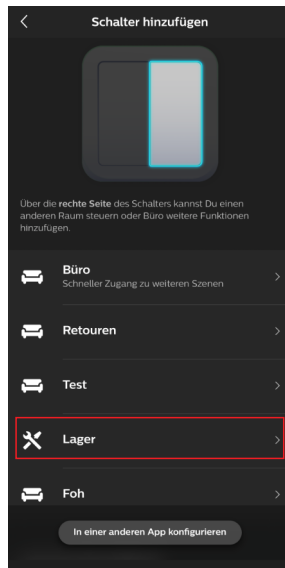 Schalter hinzufügen
Über die rechte Seite des Schalters kannst Du einen
anderen Raum steuern oder Büro weitere Funktionen
hinzufügen.
Büro
Schneller Zugang zu weiteren Szenen
Retouren
Test
Lager
Foh
In einer anderen App konfigurieren